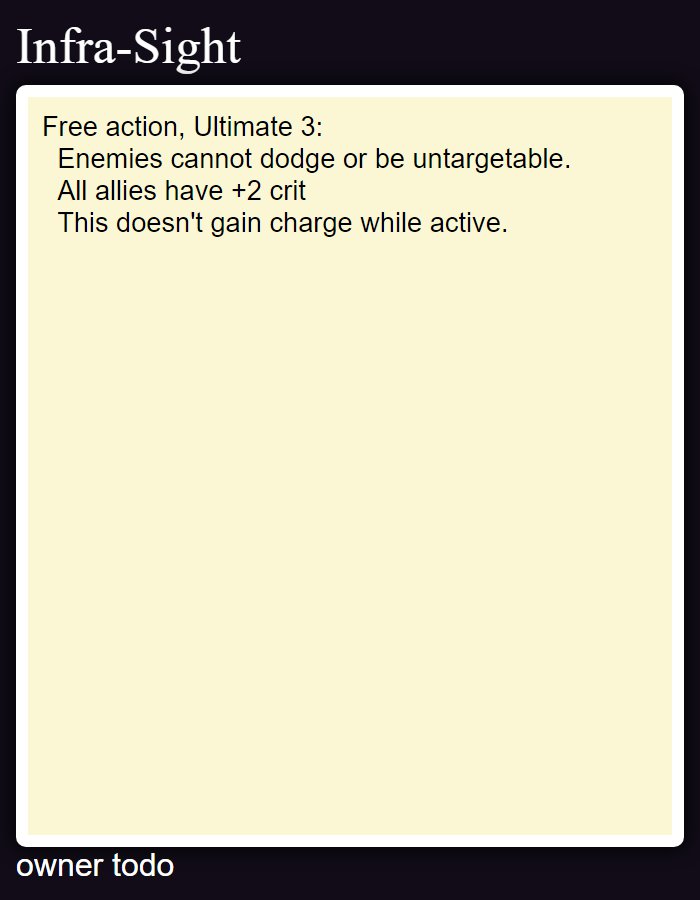 Infra-Sight
Free action, Ultimate 3:
Enemies cannot dodge or be untargetable.
All allies have +2 crit
This doesn't gain charge while active.
owner todo